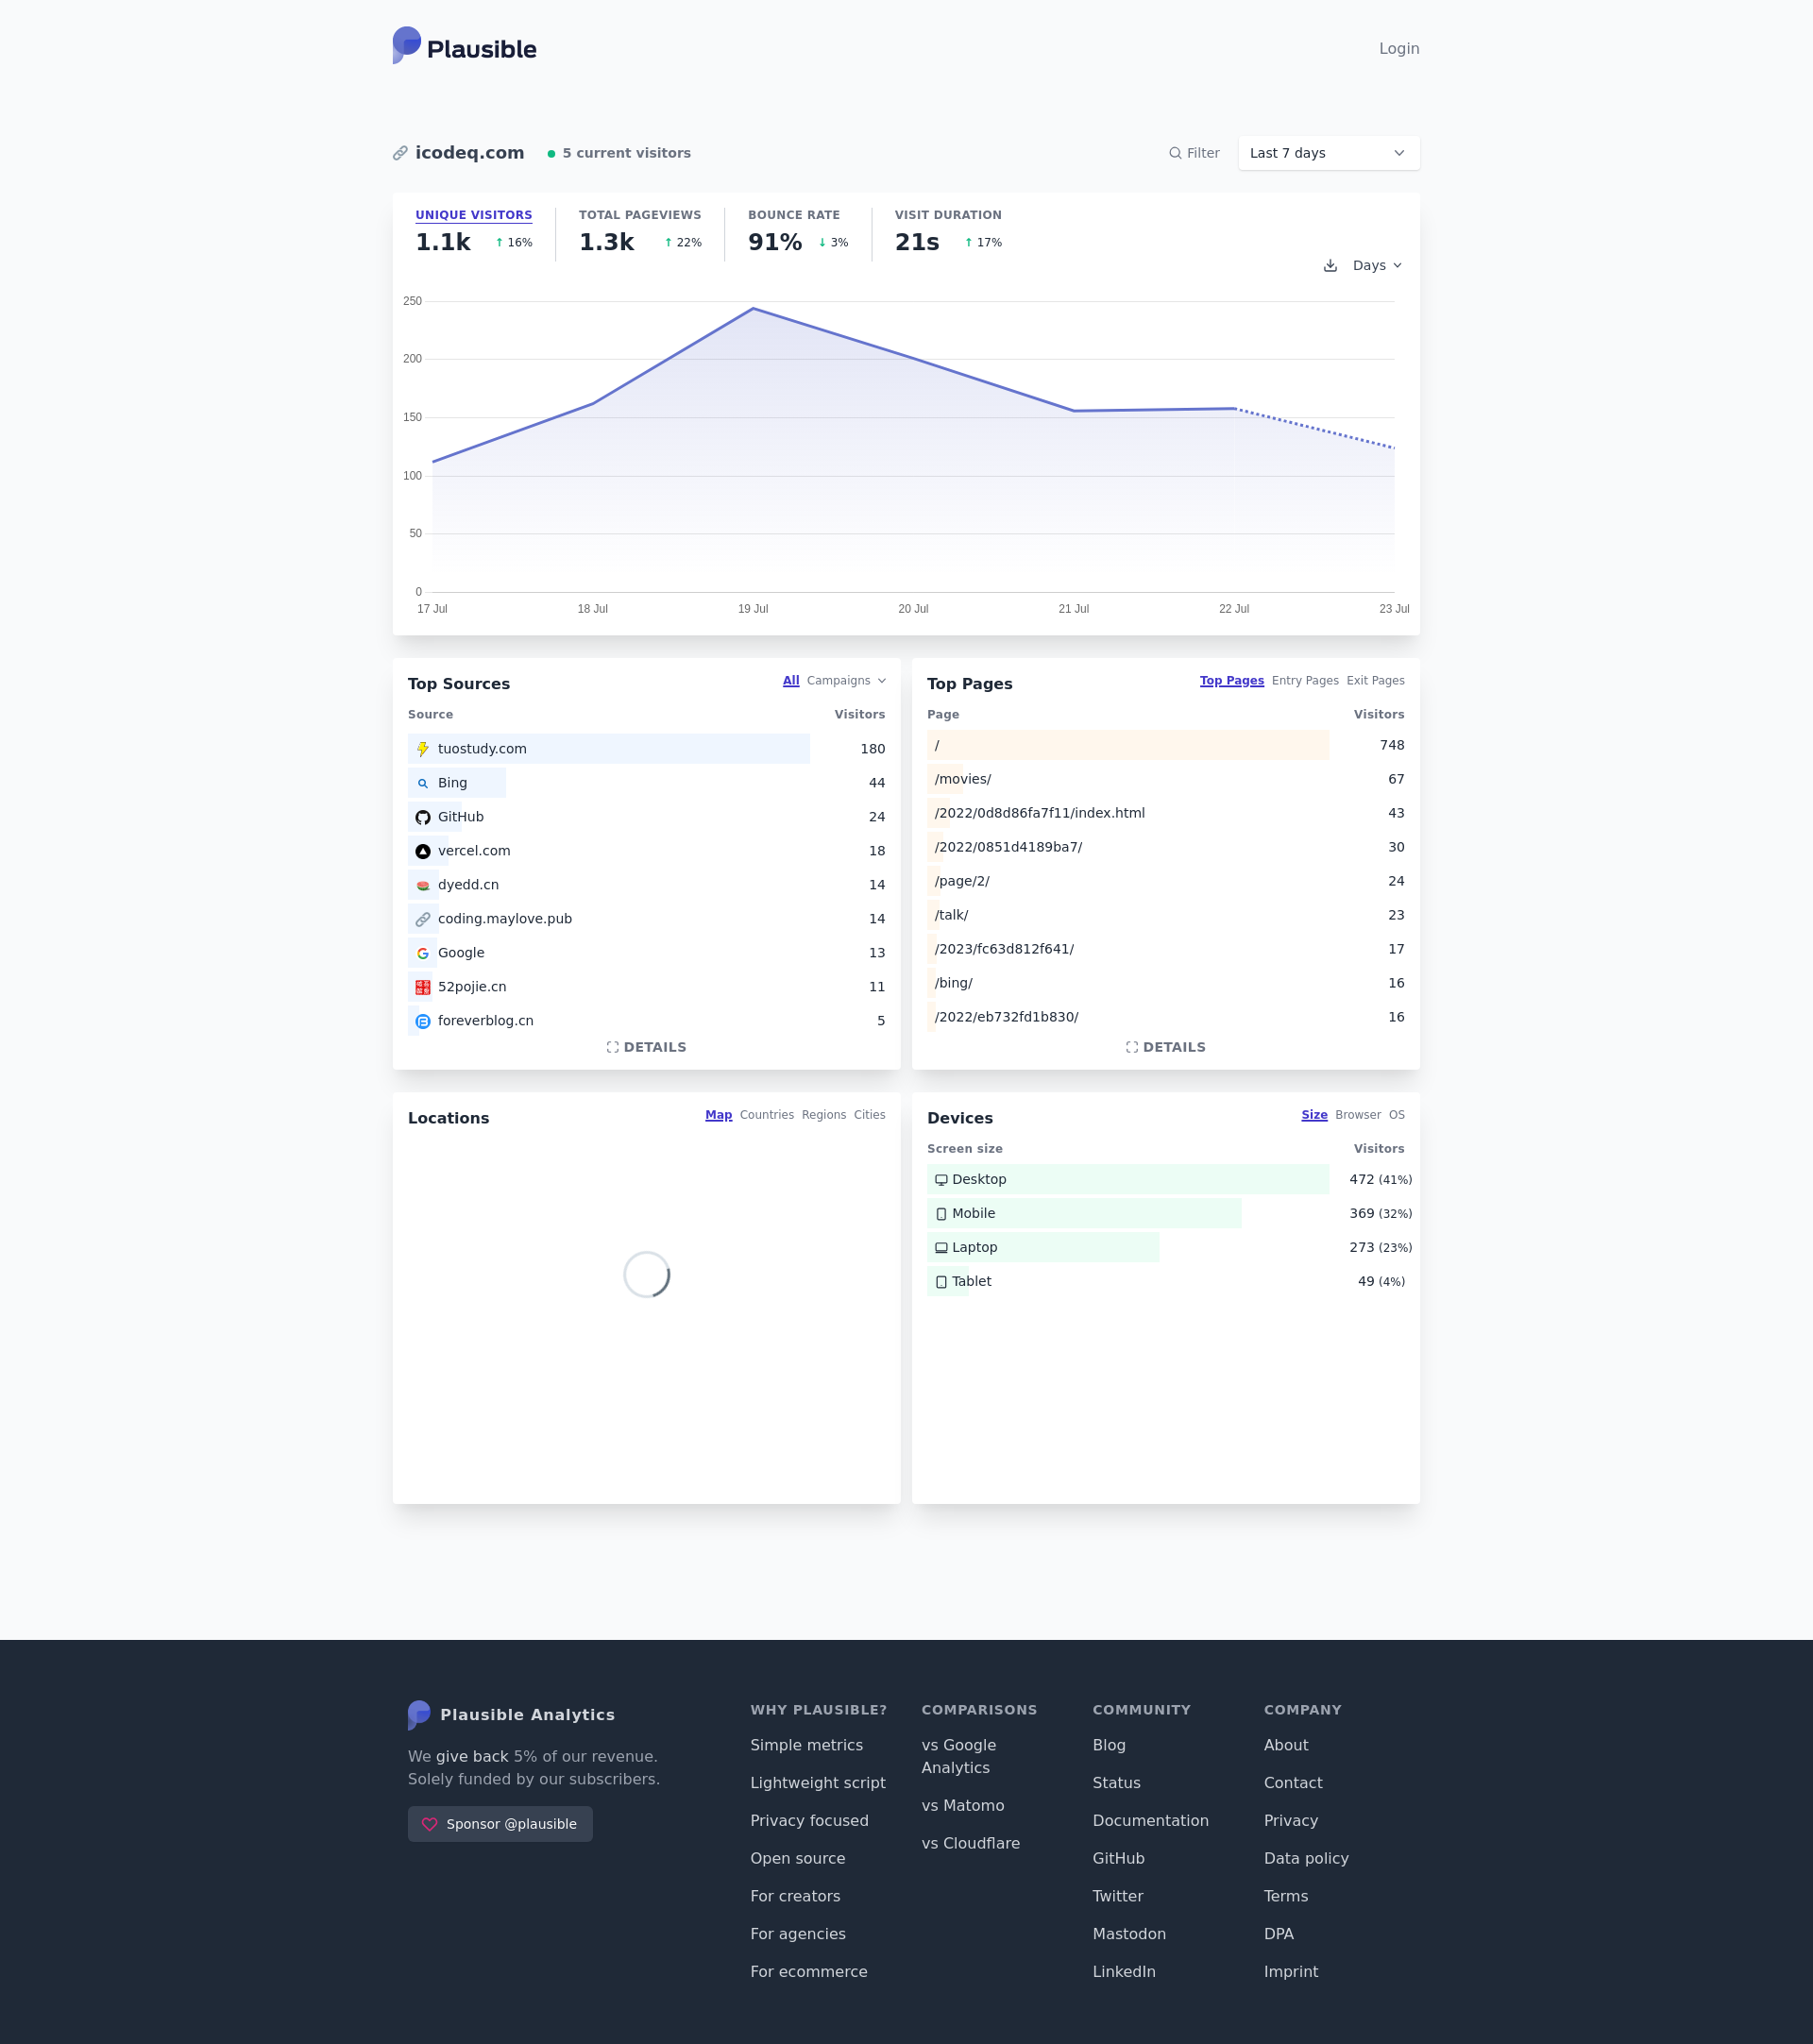 Plausible
Login
icodeq.com
5 current visitors
Filter
Last 7 days
UNIQUE VISITORS
1.1k ↑ 16%
TOTAL PAGEVIEWS
1.3k ↑ 22%
BOUNCE RATE
91% ↓ 3%
VISIT DURATION
21s ↑ 17%
Days
250
200
150
100
50
0
17 Jul 18 Jul 19 Jul 20 Jul 21 Jul 22 Jul 23 Jul
Top Sources
All Campaigns
Source Visitors
tuostudy.com 180
Bing 44
GitHub 24
vercel.com 18
dyedd.cn 14
coding.maylove.pub 14
Google 13
52pojie.cn 11
foreverblog.cn 5
DETAILS
Top Pages
Top Pages Entry Pages Exit Pages
Page Visitors
/ 748
/movies/ 67
/2022/0d8d86fa7f11/index.html 43
/2022/0851d4189ba7/ 30
/page/2/ 24
/talk/ 23
/2023/fc63d812f641/ 17
/bing/ 16
/2022/eb732fd1b830/ 16
DETAILS
Locations
Map Countries Regions Cities
Devices
Size Browser OS
Screen size Visitors
Desktop 472 (41%)
Mobile 369 (32%)
Laptop 273 (23%)
Tablet 49 (4%)
Plausible Analytics
We give back 5% of our revenue.
Solely funded by our subscribers.
Sponsor @plausible
WHY PLAUSIBLE?
Simple metrics
Lightweight script
Privacy focused
Open source
For creators
For agencies
For ecommerce
COMPARISONS
vs Google
Analytics
vs Matomo
vs Cloudflare
COMMUNITY
Blog
Status
Documentation
GitHub
Twitter
Mastodon
LinkedIn
COMPANY
About
Contact
Privacy
Data policy
Terms
DPA
Imprint